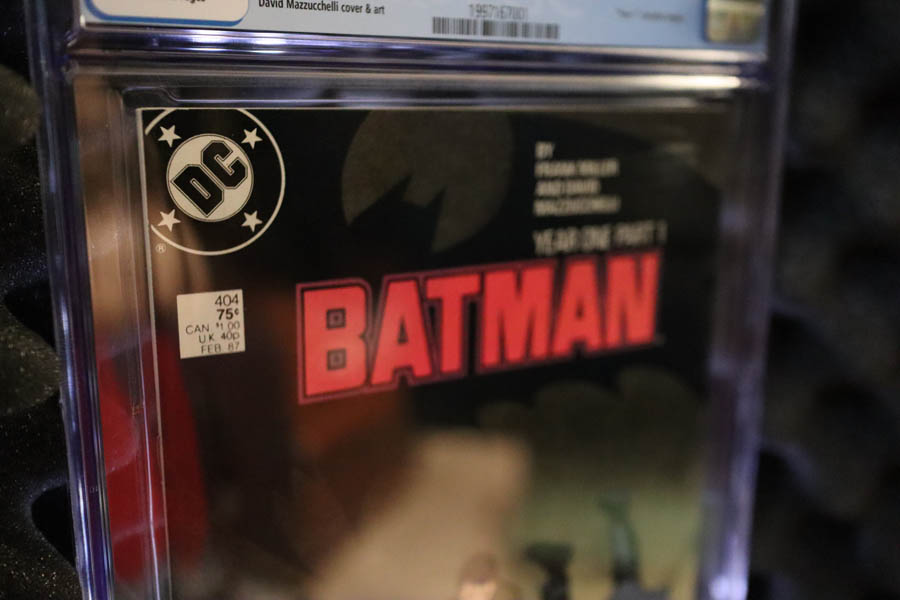 David Mazzucchelli cover & art
1997167001
DC
®
404
75¢
CAN $1.00
U.K. 40p
FEB 87
BY
FRANK MILLER
AND DAVID
MAZZUCCHELLI
YEAR ONE PART 1
BATMAN